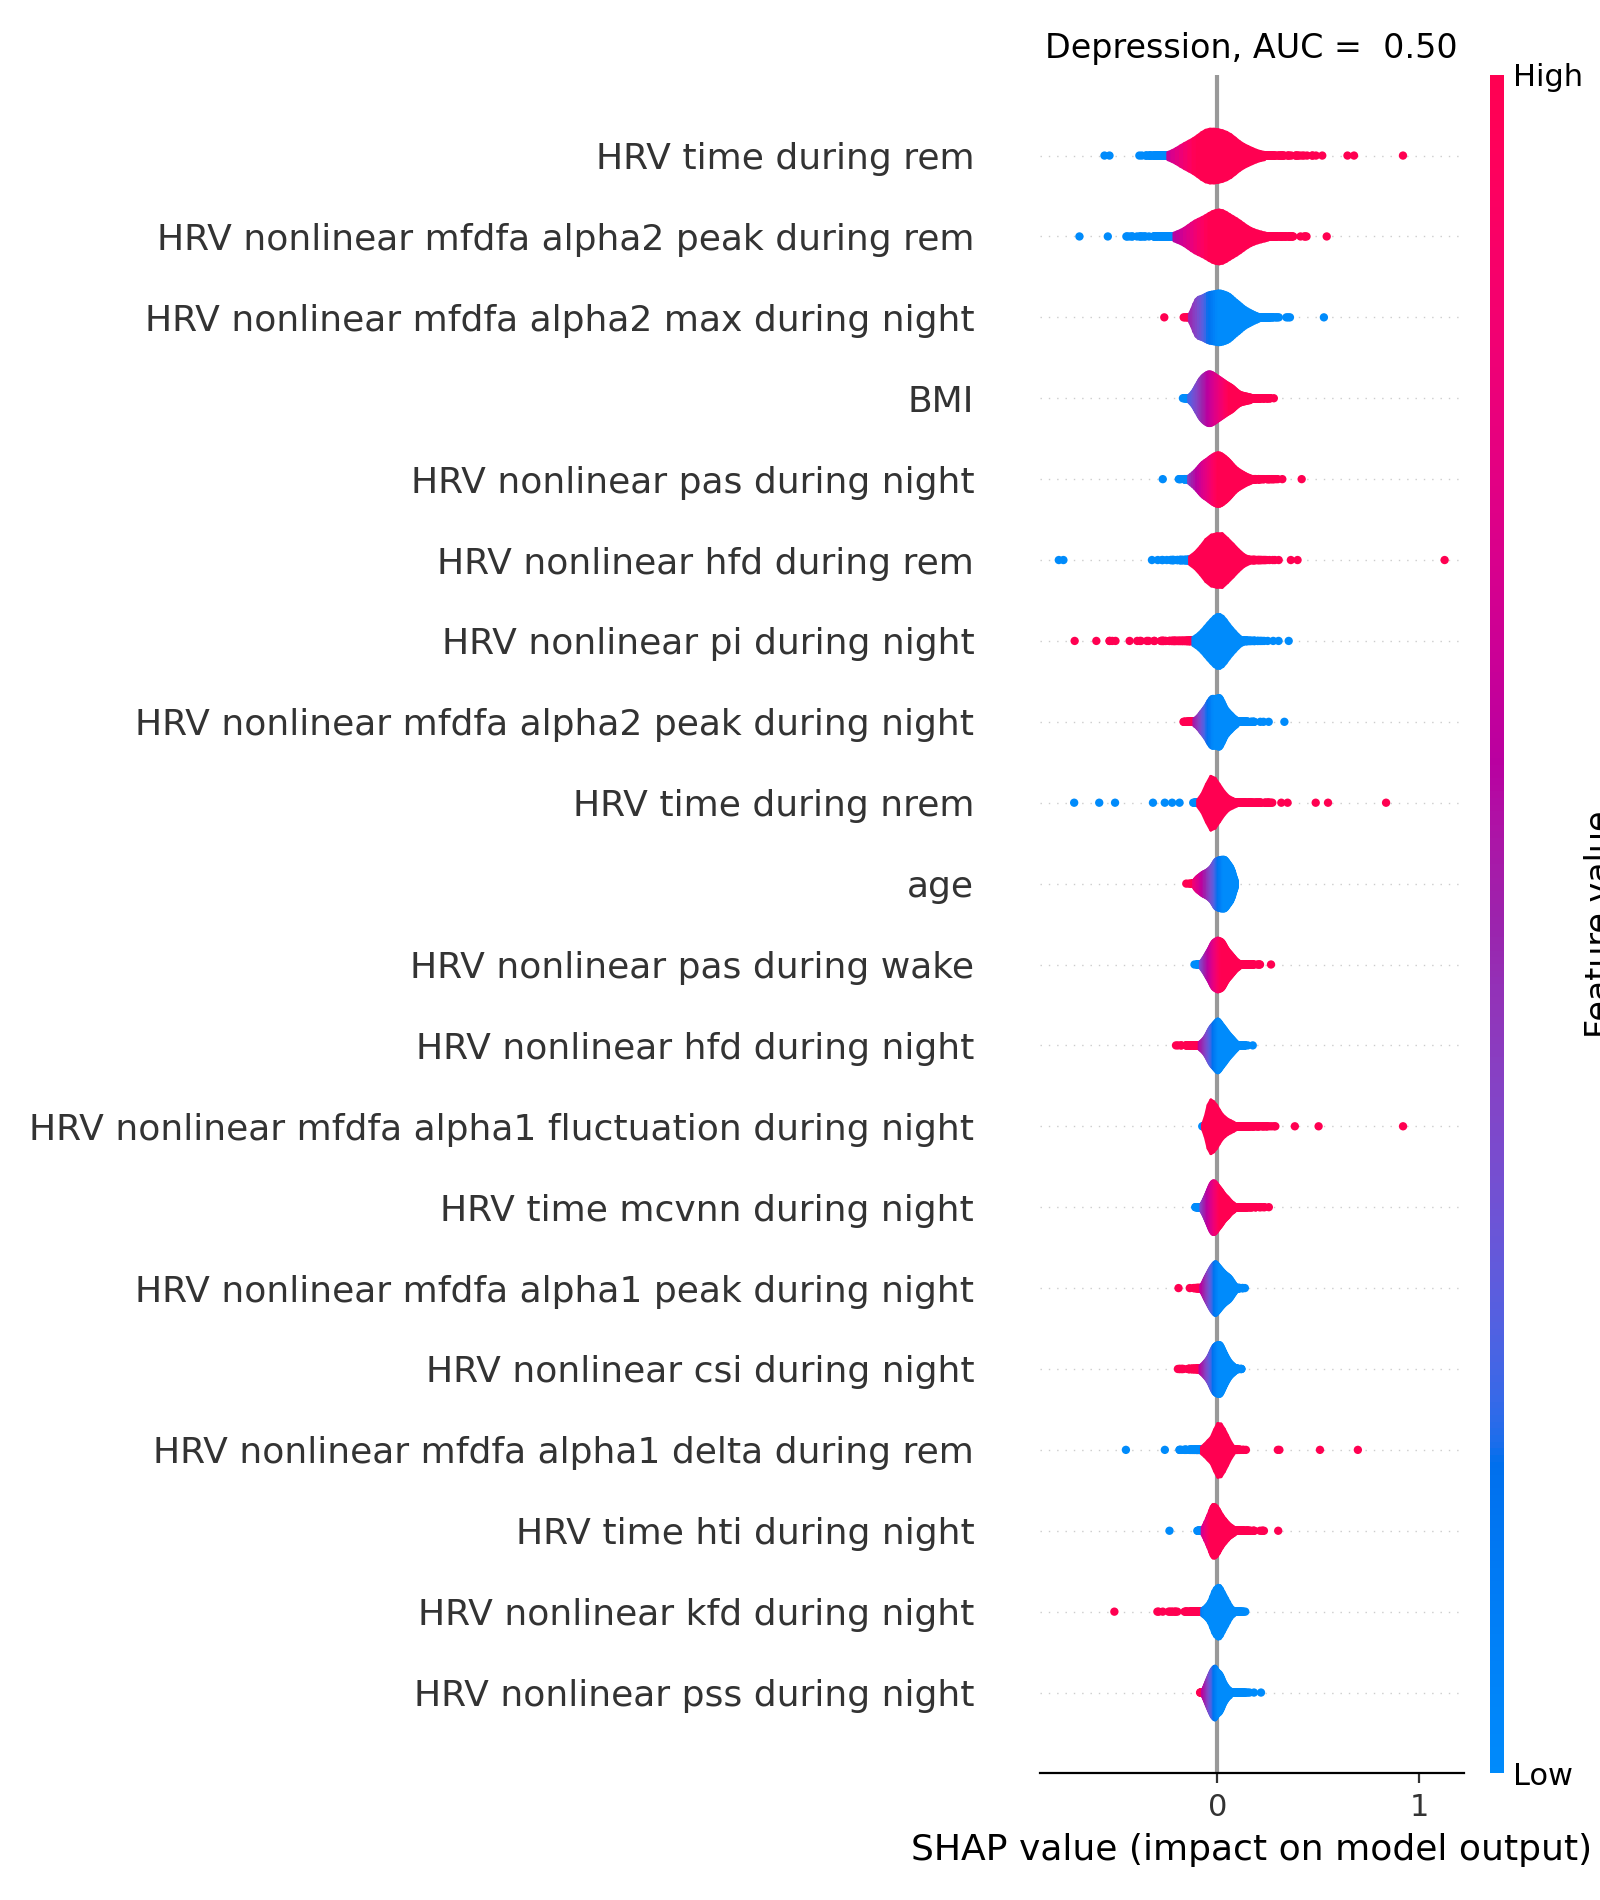 Depression, AUC =  0.50
High
HRV time during rem
HRV nonlinear mfdfa alpha2 peak during rem
HRV nonlinear mfdfa alpha2 max during night
BMI
HRV nonlinear pas during night
HRV nonlinear hfd during rem
HRV nonlinear pi during night
HRV nonlinear mfdfa alpha2 peak during night
HRV time during nrem
age
HRV nonlinear pas during wake
HRV nonlinear hfd during night
HRV nonlinear mfdfa alpha1 fluctuation during night
HRV time mcvnn during night
HRV nonlinear mfdfa alpha1 peak during night
HRV nonlinear csi during night
HRV nonlinear mfdfa alpha1 delta during rem
HRV time hti during night
HRV nonlinear kfd during night
HRV nonlinear pss during night
Feature value
Low
0 1
SHAP value (impact on model output)